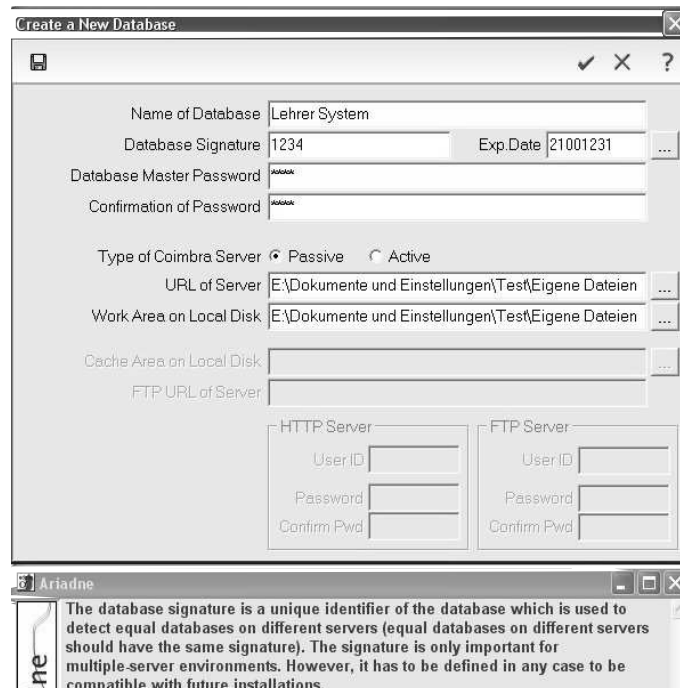 Create a New Database
Name of Database Lehrer System
Database Signature 1234 Exp.Date 21001231 ...
Database Master Password ****
Confirmation of Password ****
Type of Coimbra Server Passive Active
URL of Server E:\Dokumente und Einstellungen\Test\Eigene Dateien ...
Work Area on Local Disk E:\Dokumente und Einstellungen\Test\Eigene Dateien ...
Cache Area on Local Disk ...
FTP URL of Server
HTTP Server FTP Server
User ID User ID
Password Password
Confirm Pwd Confirm Pwd
Ariadne
The database signature is a unique identifier of the database which is used to
detect equal databases on different servers (equal databases on different servers
should have the same signature). The signature is only important for
multiple-server environments. However, it has to be defined in any case to be
compatible with future installations.
ne